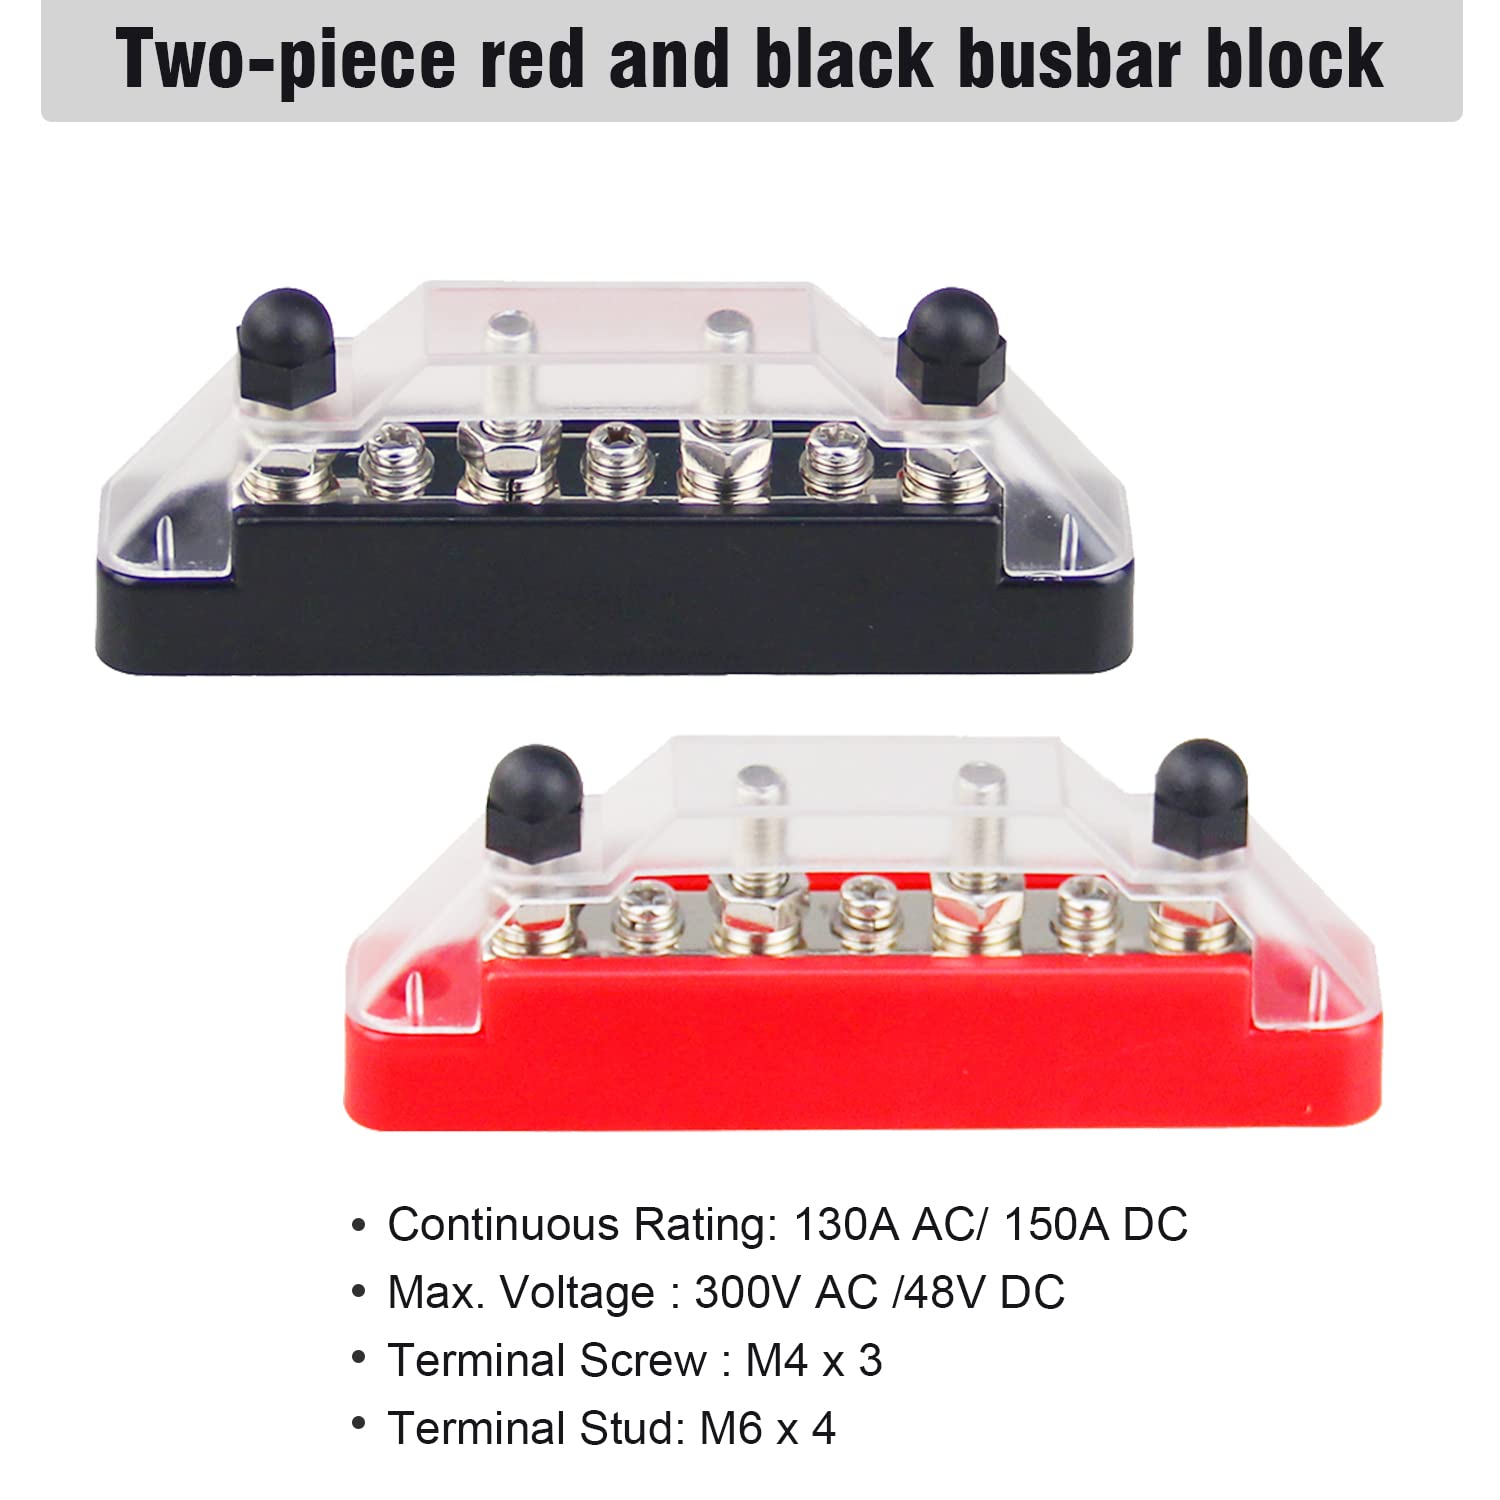 Two-piece red and black busbar block
• Continuous Rating: 130A AC/ 150A DC
• Max. Voltage : 300V AC /48V DC
• Terminal Screw : M4 x 3
• Terminal Stud: M6 x 4